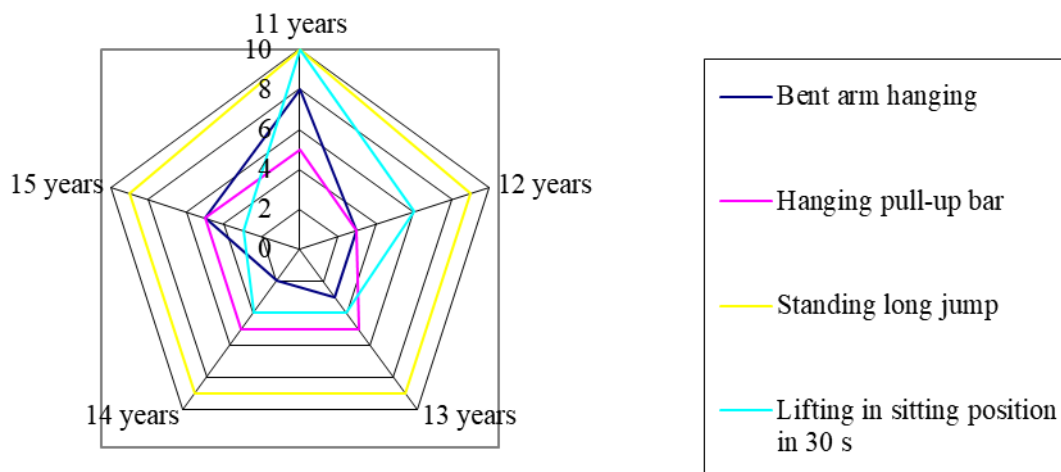 11 years
10
8
6
4
2
0
15 years
12 years
14 years
13 years
Bent arm hanging
Hanging pull-up bar
Standing long jump
Lifting in sitting position
in 30 s